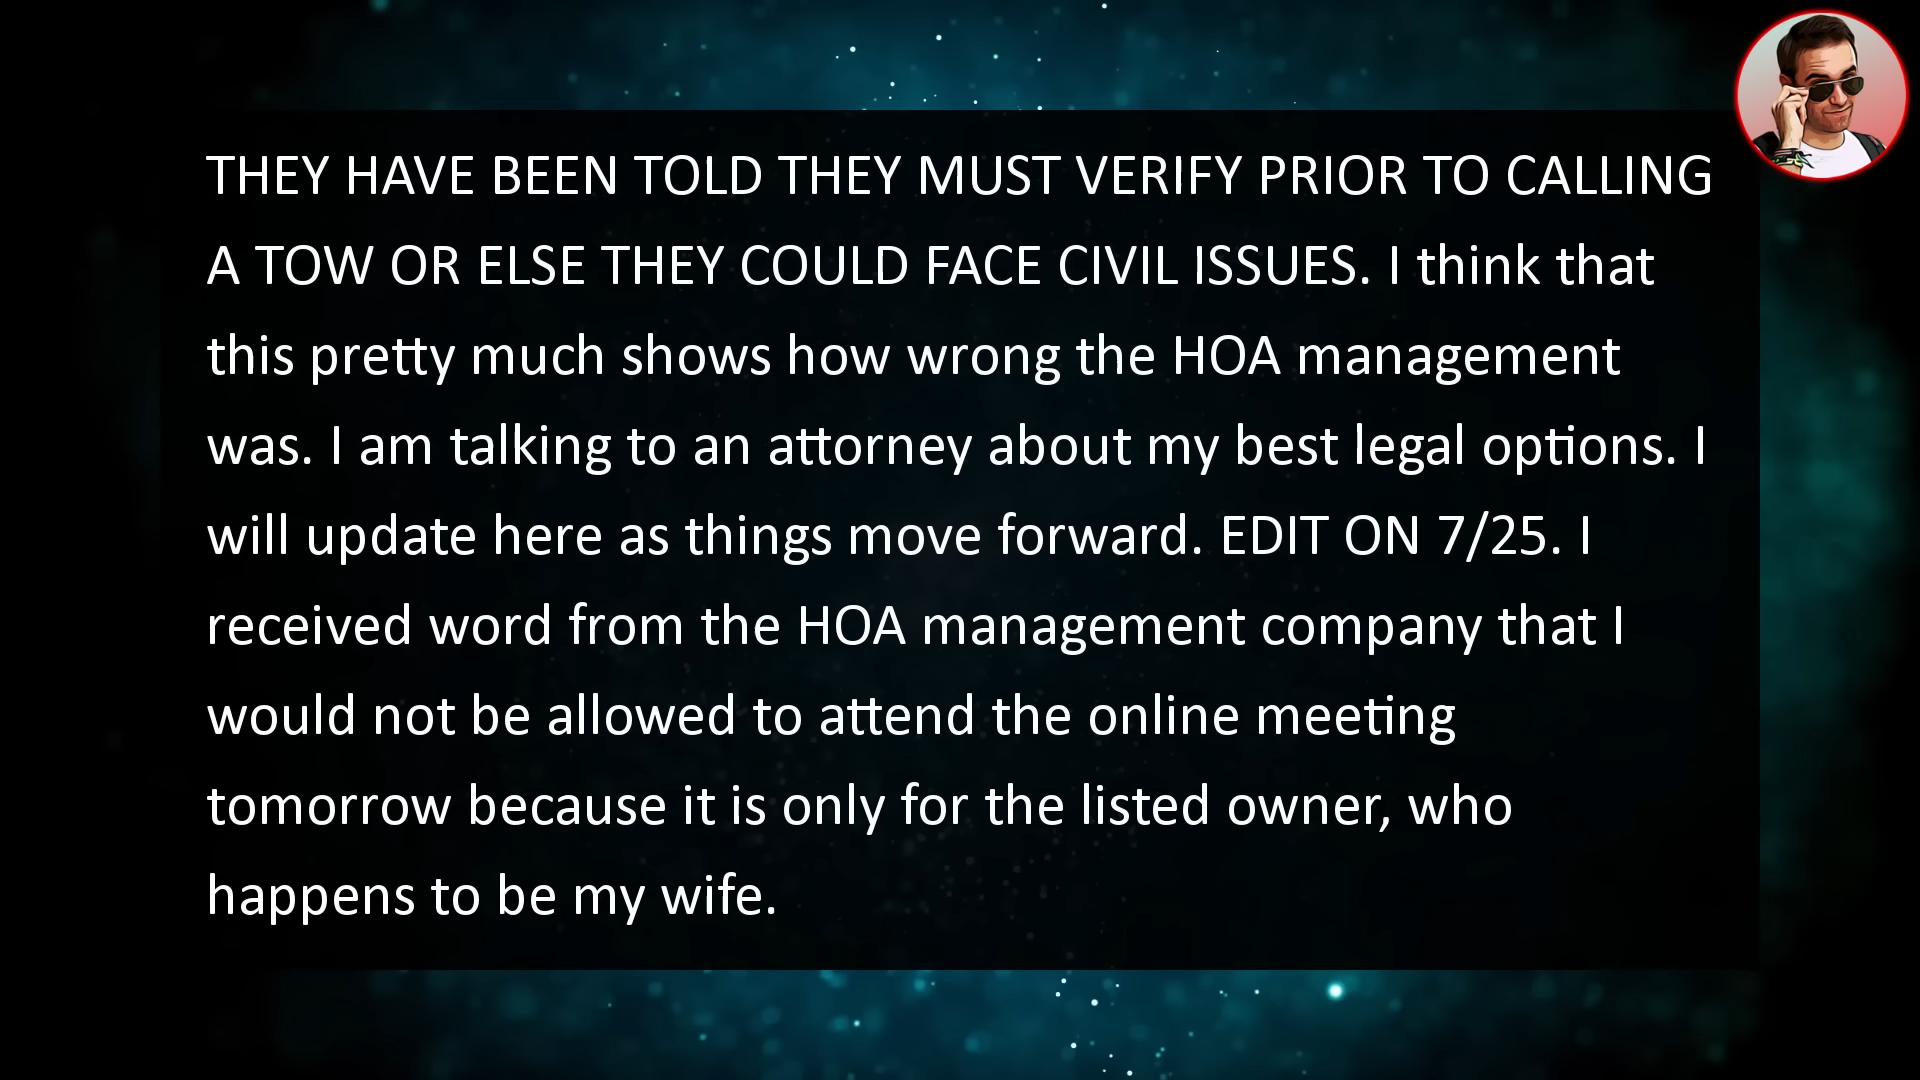 THEY HAVE BEEN TOLD THEY MUST VERIFY PRIOR TO CALLING
A TOW OR ELSE THEY COULD FACE CIVIL ISSUES. I think that
this pretty much shows how wrong the HOA management
was. I am talking to an attorney about my best legal options. I
will update here as things move forward. EDIT ON 7/25. I
received word from the HOA management company that I
would not be allowed to attend the online meeting
tomorrow because it is only for the listed owner, who
happens to be my wife.